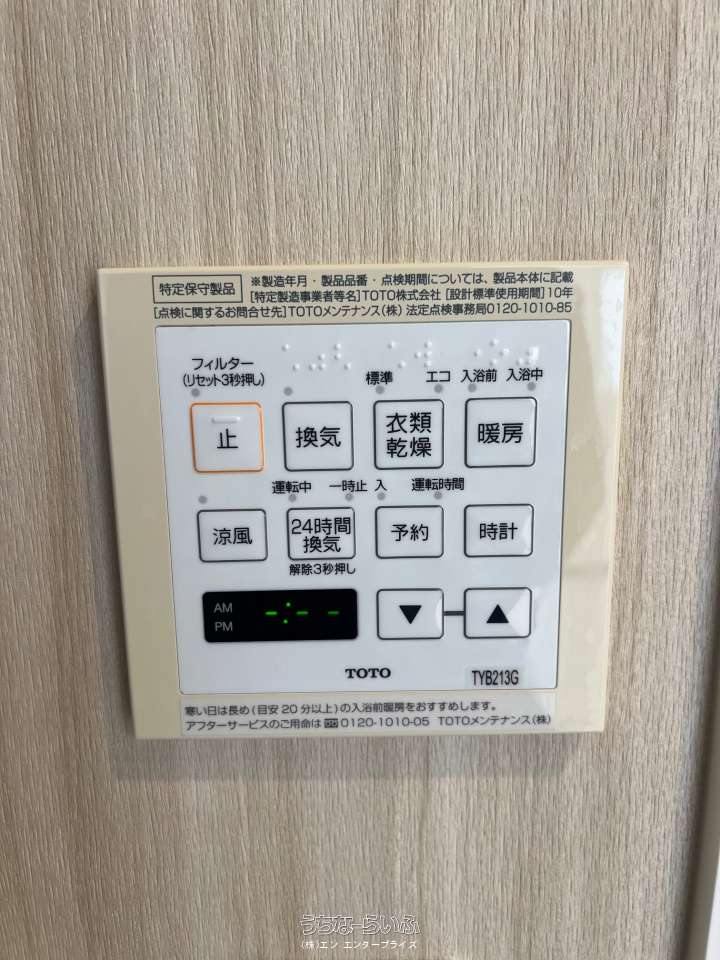 特定保守製品
※製造年月・製品品番・点検期間については、製品本体に記載
[特定製造事業者等名]TOTO株式会社 [設計標準使用期間]10年
[点検に関するお問合せ先]TOTOメンテナンス(株) 法定点検事務局0120-1010-85
フィルター
(リセット3秒押し)
標準 エコ 入浴前 入浴中
止 換気 衣類 暖房
乾燥
運転中 一時止 入 運転時間
涼風 24時間 予約 時計
換気
解除3秒押し
AM
PM
-:- -
▼ ▲
TOTO
TYB213G
寒い日は長め(目安20分以上)の入浴前暖房をおすすめします。
アフターサービスのご用命は 0120-1010-05 TOTOメンテナンス(株)
うちなーらいふ
(株)エン エンタープライズ